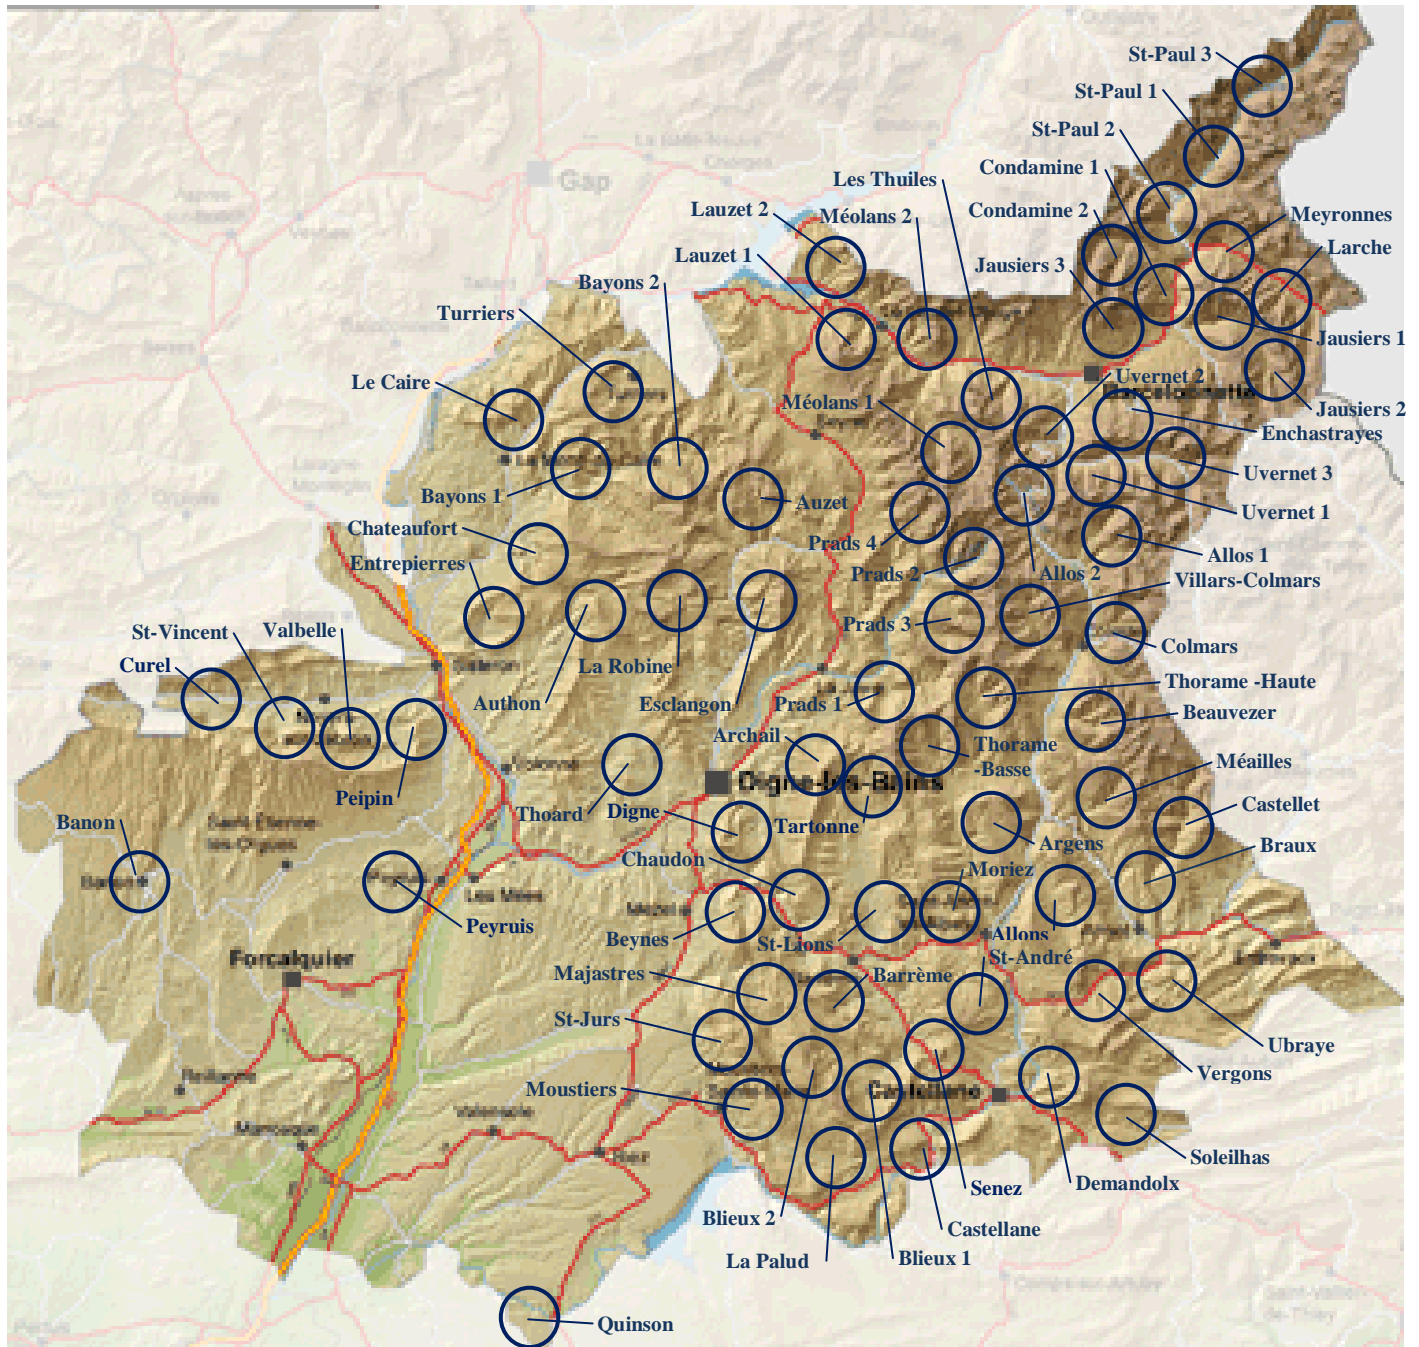 St-Paul 3
St-Paul 1
St-Paul 2
Condamine 1
Les Thuiles
Gap
Lauzet 2
Méolans 2
Condamine 2
Meyronnes
Larche
Lauzet 1
Jausiers 3
Bayons 2
Turriers
Jausiers 1
Le Caire
Uvernet 2
Méolans 1
Jausiers 2
Enchastrayes
Bayons 1
Auzet
Uvernet 3
Uvernet 1
Chateaufort
Prads 4
Allos 1
Entrepierres
Prads 2
Allos 2
Villars-Colmars
St-Vincent
Valbelle
Prads 3
Curel
La Robine
Colmars
Authon
Esclangon
Prads 1
Thorame -Haute
Beauvezer
Archail
Thorame
-Basse
Méailles
Digne-les-Bains
Peipin
Thoard
Digne
Tartonne
Castellet
Banon
Argens
Braux
Chaudon
Moriez
Les Mées
Peyruis
Beynes
St-Lions
Allons
St-André
Forcalquier
Majastres
Barrème
St-Jurs
Ubraye
Vergons
Moustiers
Castellane
Soleilhas
Demandolx
Senez
Blieux 2
Castellane
La Palud
Blieux 1
Quinson